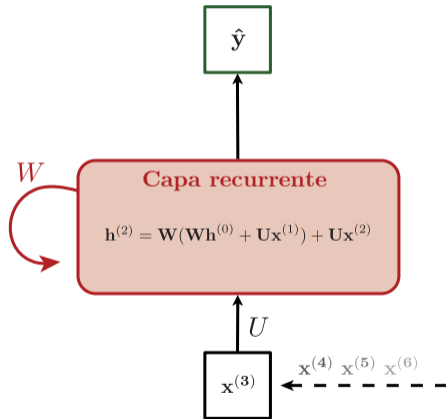 ŷ
W
Capa recurrente
h⁽²⁾ = W(Wh⁽⁰⁾ + Ux⁽¹⁾) + Ux⁽²⁾
U
x⁽⁴⁾ x⁽⁵⁾ x⁽⁶⁾
x⁽³⁾